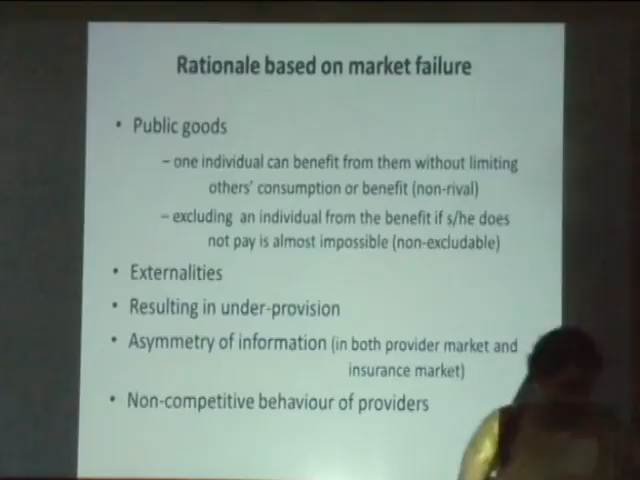 Rationale based on market failure
• Public goods
– one individual can benefit from them without limiting
others' consumption or benefit (non-rival)
– excluding an individual from the benefit if s/he does
not pay is almost impossible (non-excludable)
• Externalities
• Resulting in under-provision
• Asymmetry of information (in both provider market and
insurance market)
• Non-competitive behaviour of providers